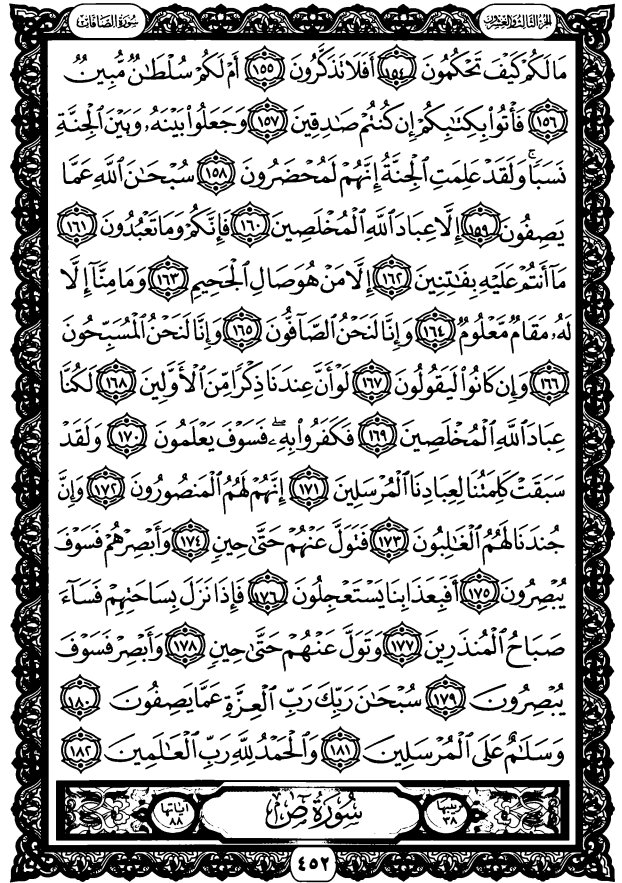 الجزء الثالث والعشرون
سورة الصافات
مَا لَكُمْ كَيْفَ تَحْكُمُونَ ١٥٤ أَفَلَا تَذَكَّرُونَ ١٥٥ أَمْ لَكُمْ سُلْطَانٌ مُّبِينٌ
١٥٦ فَأْتُوا بِكِتَابِكُمْ إِن كُنتُمْ صَادِقِينَ ١٥٧ وَجَعَلُوا بَيْنَهُ وَبَيْنَ الْجِنَّةِ
نَسَبًا وَلَقَدْ عَلِمَتِ الْجِنَّةُ إِنَّهُمْ لَمُحْضَرُونَ ١٥٨ سُبْحَانَ اللَّهِ عَمَّا
يَصِفُونَ ١٥٩ إِلَّا عِبَادَ اللَّهِ الْمُخْلَصِينَ ١٦٠ فَإِنَّكُمْ وَمَا تَعْبُدُونَ ١٦١
مَا أَنتُمْ عَلَيْهِ بِفَاتِنِينَ ١٦٢ إِلَّا مَنْ هُوَ صَالِ الْجَحِيمِ ١٦٣ وَمَا مِنَّا إِلَّا
لَهُ مَقَامٌ مَّعْلُومٌ ١٦٤ وَإِنَّا لَنَحْنُ الصَّافُّونَ ١٦٥ وَإِنَّا لَنَحْنُ الْمُسَبِّحُونَ
١٦٦ وَإِن كَانُوا لَيَقُولُونَ ١٦٧ لَوْ أَنَّ عِندَنَا ذِكْرًا مِّنَ الْأَوَّلِينَ ١٦٨ لَكُنَّا
عِبَادَ اللَّهِ الْمُخْلَصِينَ ١٦٩ فَكَفَرُوا بِهِ فَسَوْفَ يَعْلَمُونَ ١٧٠ وَلَقَدْ
سَبَقَتْ كَلِمَتُنَا لِعِبَادِنَا الْمُرْسَلِينَ ١٧١ إِنَّهُمْ لَهُمُ الْمَنصُورُونَ ١٧٢ وَإِنَّ
جُندَنَا لَهُمُ الْغَالِبُونَ ١٧٣ فَتَوَلَّ عَنْهُمْ حَتَّىٰ حِينٍ ١٧٤ وَأَبْصِرْهُمْ فَسَوْفَ
يُبْصِرُونَ ١٧٥ أَفَبِعَذَابِنَا يَسْتَعْجِلُونَ ١٧٦ فَإِذَا نَزَلَ بِسَاحَتِهِمْ فَسَاءَ
صَبَاحُ الْمُنذَرِينَ ١٧٧ وَتَوَلَّ عَنْهُمْ حَتَّىٰ حِينٍ ١٧٨ وَأَبْصِرْ فَسَوْفَ
يُبْصِرُونَ ١٧٩ سُبْحَانَ رَبِّكَ رَبِّ الْعِزَّةِ عَمَّا يَصِفُونَ ١٨٠
وَسَلَامٌ عَلَى الْمُرْسَلِينَ ١٨١ وَالْحَمْدُ لِلَّهِ رَبِّ الْعَالَمِينَ ١٨٢
ترتيبها ٣٨
سُورَةُ صٓ
آياتها ٨٨
٤٥٢